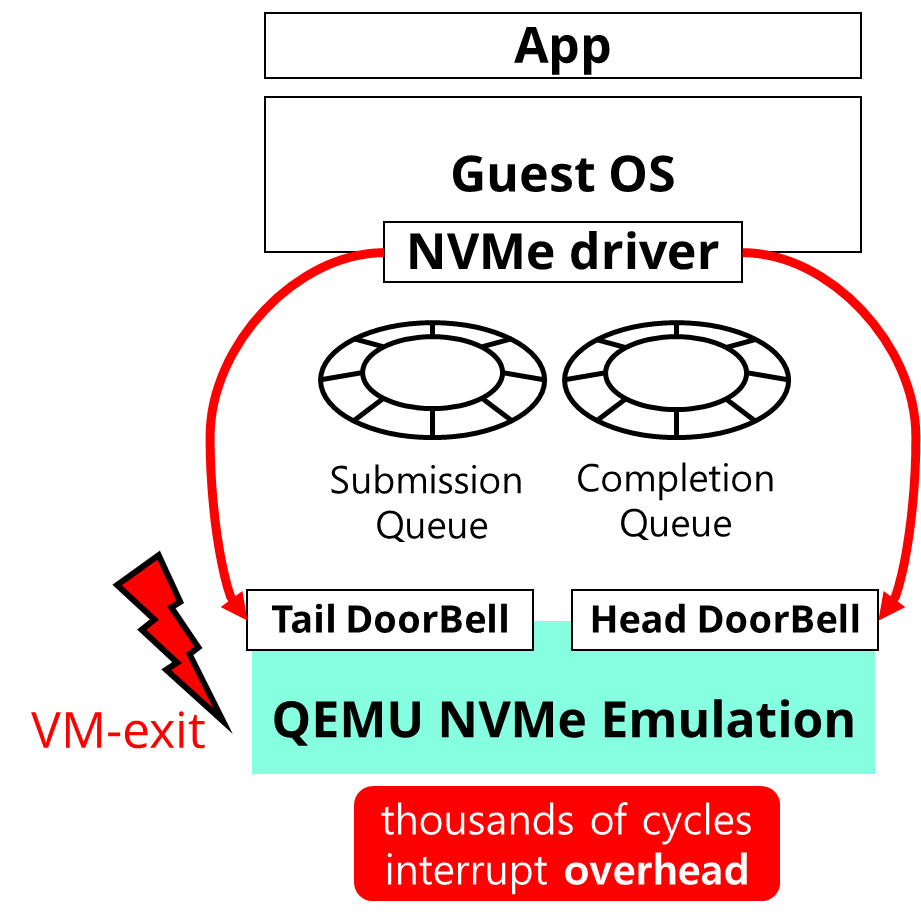 App
Guest OS
NVMe driver
Submission
Queue
Completion
Queue
Tail DoorBell
Head DoorBell
VM-exit
QEMU NVMe Emulation
thousands of cycles
interrupt overhead